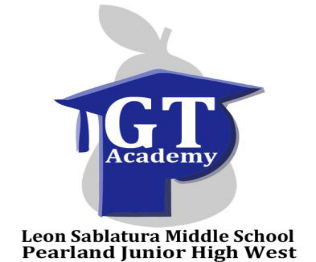 GT
Academy
Leon Sablatura Middle School
Pearland Junior High West